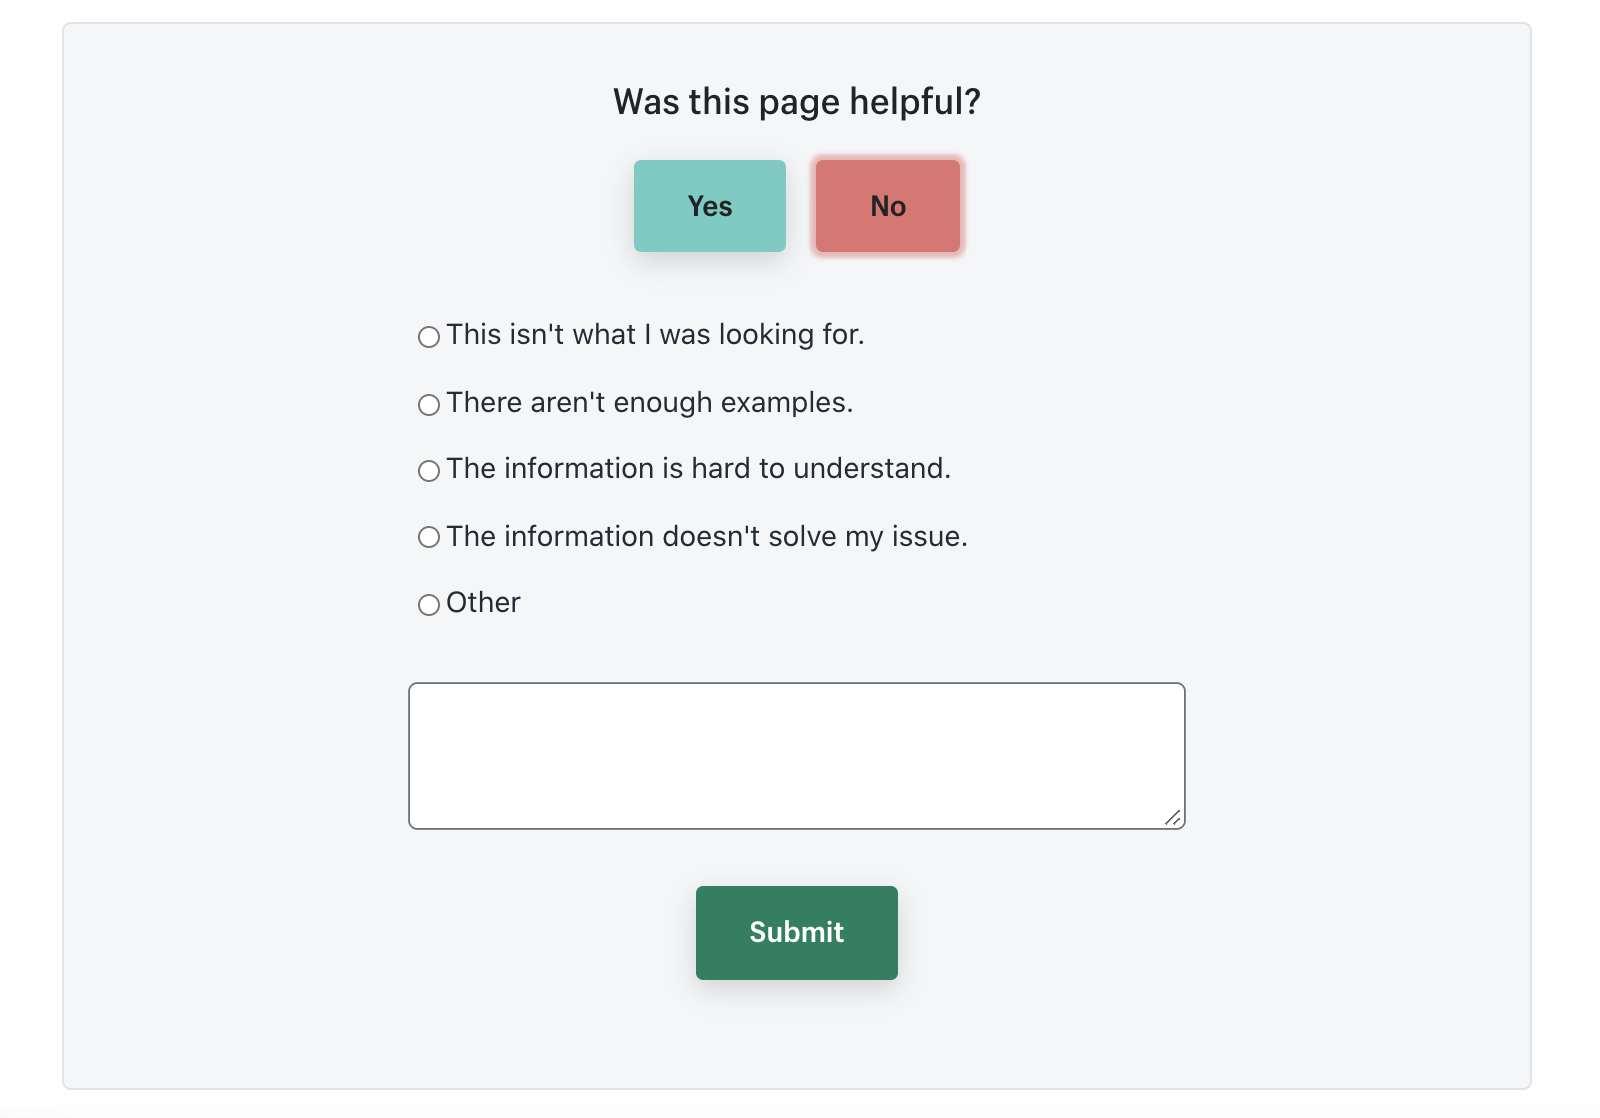 Was this page helpful?
Yes No
This isn't what I was looking for.
There aren't enough examples.
The information is hard to understand.
The information doesn't solve my issue.
Other
Submit